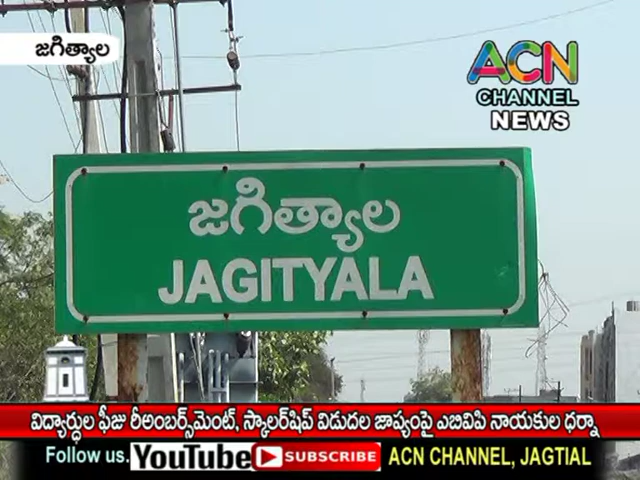 జగిత్యాల
ACN
CHANNEL
NEWS
జగిత్యాల
JAGITYALA
విద్యార్ధుల ఫీజు రీఅంబర్స్‌మెంట్, స్కాలర్‌షిప్ విడుదల జాప్యంపై ఎబివిపి నాయకుల ధర్నా
Follow us. YouTube SUBSCRIBE ACN CHANNEL, JAGTIAL